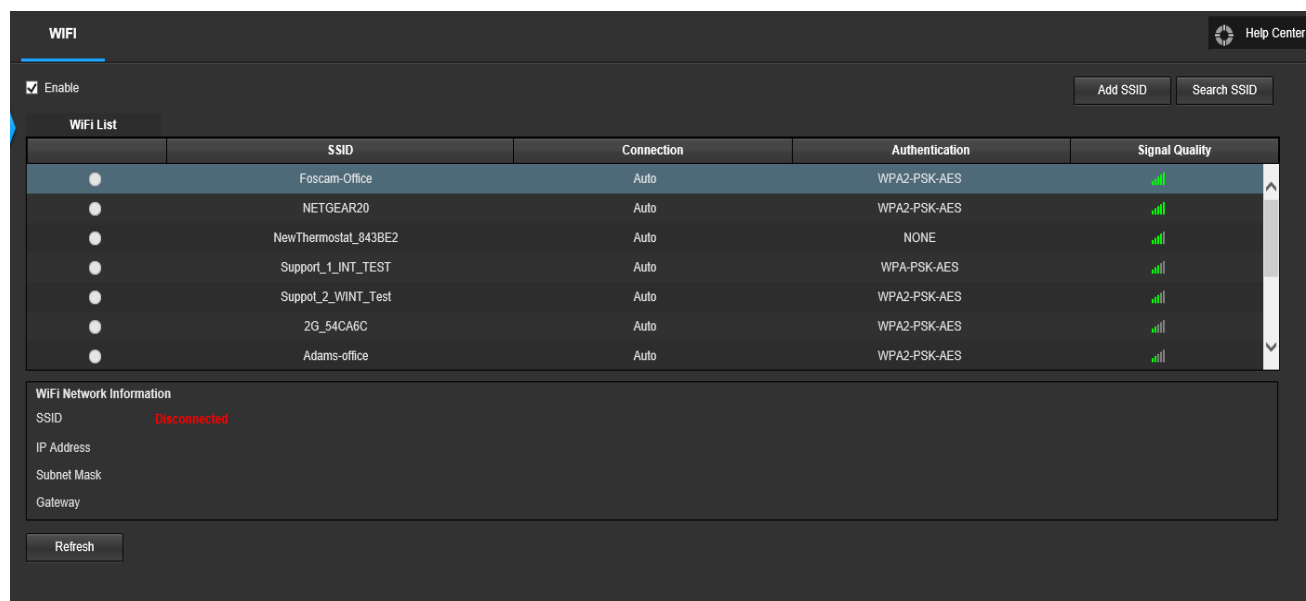 WIFI
Help Center
Enable
Add SSID Search SSID
WiFi List
SSID Connection Authentication Signal Quality
Foscam-Office Auto WPA2-PSK-AES
NETGEAR20 Auto WPA2-PSK-AES
NewThermostat_843BE2 Auto NONE
Support_1_INT_TEST Auto WPA-PSK-AES
Suppot_2_WINT_Test Auto WPA2-PSK-AES
2G_54CA6C Auto WPA2-PSK-AES
Adams-office Auto WPA2-PSK-AES
WiFi Network Information
SSID Disconnected
IP Address
Subnet Mask
Gateway
Refresh